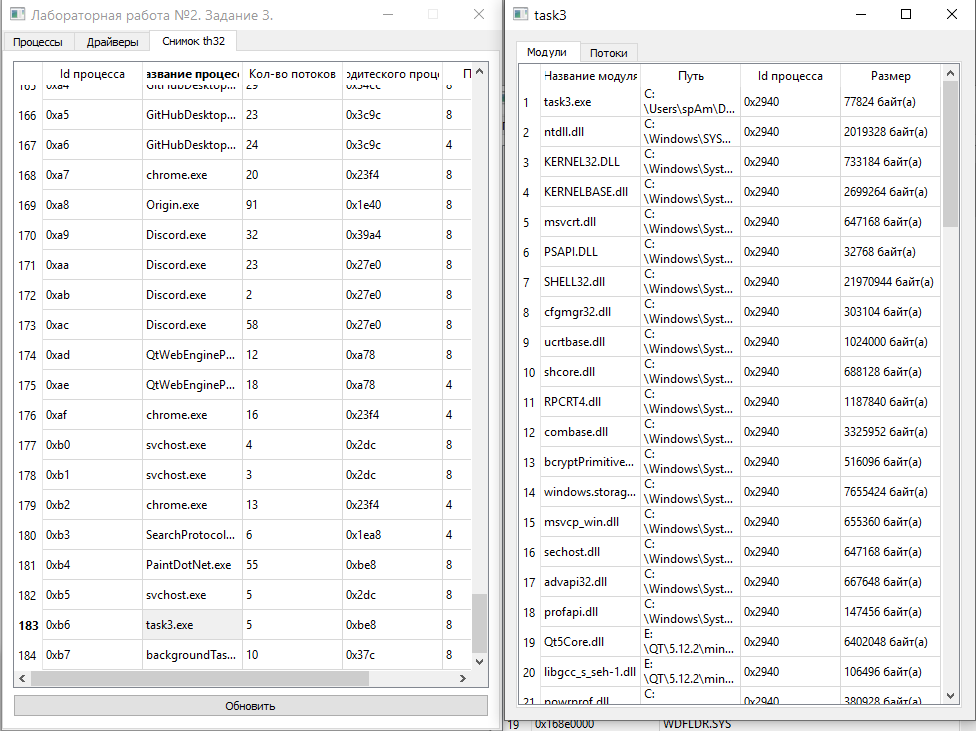 Лабораторная работа №2. Задание 3.
Процессы Драйверы Снимок th32
Id процесса азвание процесс Кол-во потоков одитеского проце П
165 0xa4 GitHubDesktop... 29 0x34cc 8
166 0xa5 GitHubDesktop... 23 0x3c9c 8
167 0xa6 GitHubDesktop... 24 0x3c9c 4
168 0xa7 chrome.exe 20 0x23f4 8
169 0xa8 Origin.exe 91 0x1e40 8
170 0xa9 Discord.exe 32 0x39a4 8
171 0xaa Discord.exe 23 0x27e0 8
172 0xab Discord.exe 2 0x27e0 8
173 0xac Discord.exe 58 0x27e0 8
174 0xad QtWebEngineP... 12 0xa78 8
175 0xae QtWebEngineP... 18 0xa78 4
176 0xaf chrome.exe 16 0x23f4 4
177 0xb0 svchost.exe 4 0x2dc 8
178 0xb1 svchost.exe 3 0x2dc 8
179 0xb2 chrome.exe 13 0x23f4 4
180 0xb3 SearchProtocol... 6 0x1ea8 4
181 0xb4 PaintDotNet.exe 55 0xbe8 8
182 0xb5 svchost.exe 5 0x2dc 8
183 0xb6 task3.exe 5 0xbe8 8
184 0xb7 backgroundTas... 10 0x37c 8
Обновить
task3
Модули Потоки
Название модуля Путь Id процесса Размер
1 task3.exe C:\Users\spAm\D... 0x2940 77824 байт(а)
2 ntdll.dll C:\Windows\SYS... 0x2940 2019328 байт(а)
3 KERNEL32.DLL C:\Windows\Syst... 0x2940 733184 байт(а)
4 KERNELBASE.dll C:\Windows\Syst... 0x2940 2699264 байт(а)
5 msvcrt.dll C:\Windows\Syst... 0x2940 647168 байт(а)
6 PSAPI.DLL C:\Windows\Syst... 0x2940 32768 байт(а)
7 SHELL32.dll C:\Windows\Syst... 0x2940 21970944 байт(а)
8 cfgmgr32.dll C:\Windows\Syst... 0x2940 303104 байт(а)
9 ucrtbase.dll C:\Windows\Syst... 0x2940 1024000 байт(а)
10 shcore.dll C:\Windows\Syst... 0x2940 688128 байт(а)
11 RPCRT4.dll C:\Windows\Syst... 0x2940 1187840 байт(а)
12 combase.dll C:\Windows\Syst... 0x2940 3325952 байт(а)
13 bcryptPrimitive... C:\Windows\Syst... 0x2940 516096 байт(а)
14 windows.storag... C:\Windows\Syst... 0x2940 7655424 байт(а)
15 msvcp_win.dll C:\Windows\Syst... 0x2940 655360 байт(а)
16 sechost.dll C:\Windows\Syst... 0x2940 647168 байт(а)
17 advapi32.dll C:\Windows\Syst... 0x2940 667648 байт(а)
18 profapi.dll C:\Windows\Syst... 0x2940 147456 байт(а)
19 Qt5Core.dll E:\QT\5.12.2\min... 0x2940 6402048 байт(а)
20 libgcc_s_seh-1.dll E:\QT\5.12.2\min... 0x2940 106496 байт(а)
21 powrprof.dll C: 0x2940 380928 байт(а)
19 0x168e0000 WDFLDR.SYS